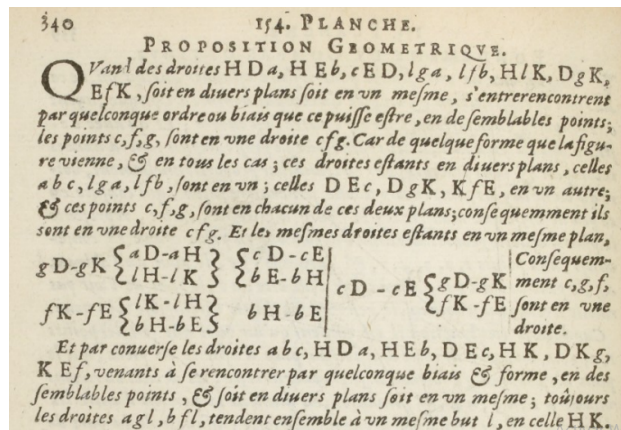 340 154. PLANCHE.
PROPOSITION GEOMETRIQVE.
QVand des droites HDa, HEb, cED, lga, lfb, HlK, DgK,
EfK, ſoit en diuers plans ſoit en vn meſme, s'entrerencontrent
par quelconque ordre ou biais que ce puiſſe eſtre, en de ſemblables points;
les points c,f,g, ſont en vne droite cfg. Car de quelque forme que la figu-
re vienne, & en tous les cas; ces droites eſtants en diuers plans, celles
abc, lga, lfb, ſont en vn; celles DEc, DgK, KfE, en vn autre;
& ces points c,f,g, ſont en chacun de ces deux plans; conſequemment ils
sont en vne droite cfg. Et les meſmes droites eſtants en vn meſme plan,
gD-gK {aD-aH} {cD-cE Conſequem-
{lH-lK} {bE-bH cD-cE {gD-gK ment c,g,f,
fK-fE {lK-lH} bH-bE {fK-fE ſont en vne
{bH-bE} droite.
Et par conuerſe les droites abc, HDa, HEb, DEc, HK, DKg,
KEf, venants à ſe rencontrer par quelconque biais & forme, en des
ſemblables points, & ſoit en diuers plans ſoit en vn meſme; toûjours
les droites agl, bfl, tendent enſemble à vn meſme but l, en celle HK.